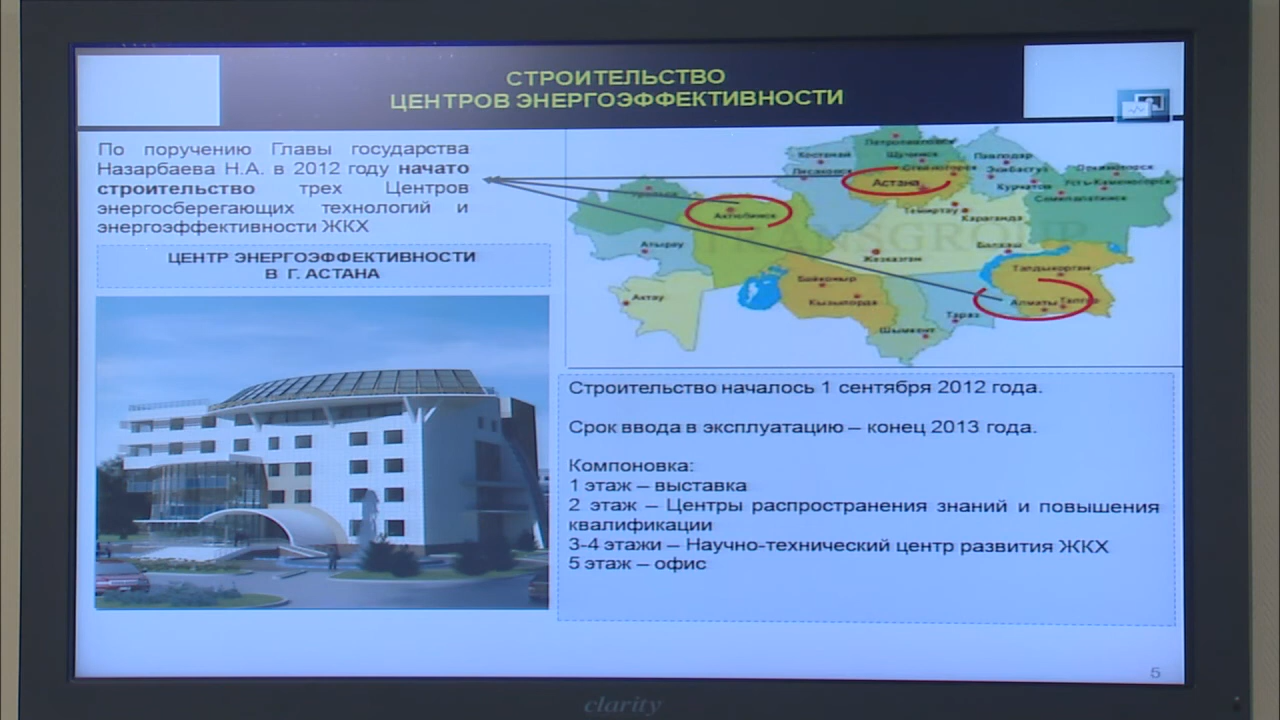 СТРОИТЕЛЬСТВО
ЦЕНТРОВ ЭНЕРГОЭФФЕКТИВНОСТИ
По поручению Главы государства
Назарбаева Н.А. в 2012 году начато
строительство трех Центров
энергосберегающих технологий и
энергоэффективности ЖКХ
ЦЕНТР ЭНЕРГОЭФФЕКТИВНОСТИ
В Г. АСТАНА
Петропавловск
Костанай
Щучинск
Павлодар
Лисаковск
Экибастуз
Астана
Курчатов
Усть-Каменогорск
Семипалатинск
Актюбинск
Темиртау
Караганда
Атырау
Балхаш
Жезказган
Талдыкорган
Байконыр
Актау
Кызылорда
Алматы
Тараз
Шымкент
Строительство началось 1 сентября 2012 года.
Срок ввода в эксплуатацию – конец 2013 года.
Компоновка:
1 этаж – выставка
2 этаж – Центры распространения знаний и повышения
квалификации
3-4 этажи – Научно-технический центр развития ЖКХ
5 этаж – офис
5
clarity